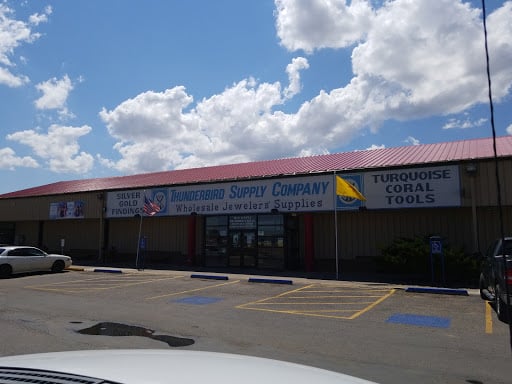 SILVER
GOLD
FINDINGS
THUNDERBIRD SUPPLY COMPANY
Wholesale Jewelers Supplies
TURQUOISE
CORAL
TOOLS